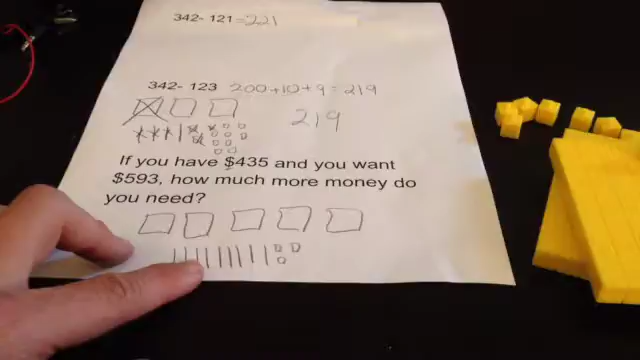 342- 121=221
342- 123 200+10+9=219
219
If you have $435 and you want
$593, how much more money do
you need?